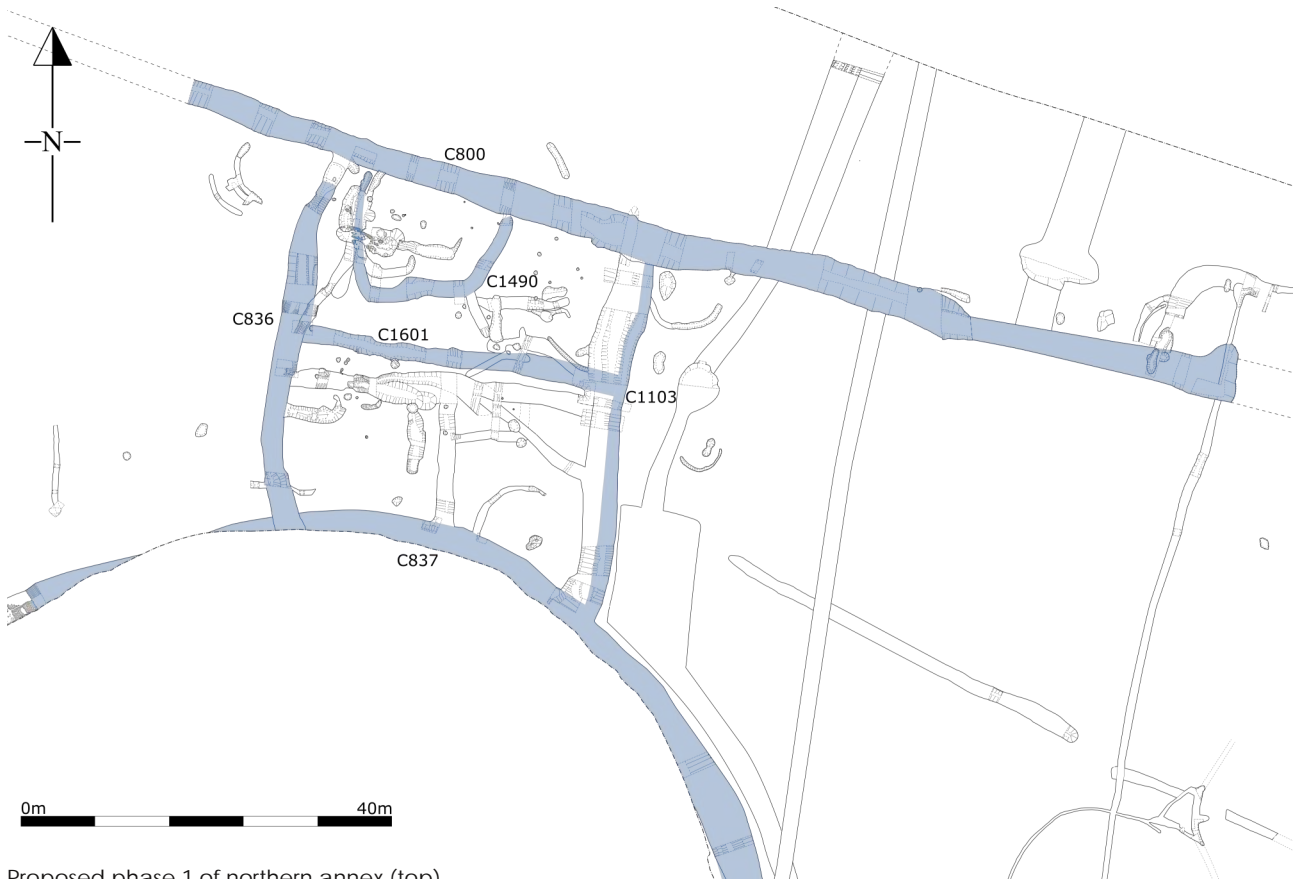 N
C800
C1490
C836
C1601
C1103
C837
0m 40m
Proposed phase 1 of northern annex (top)